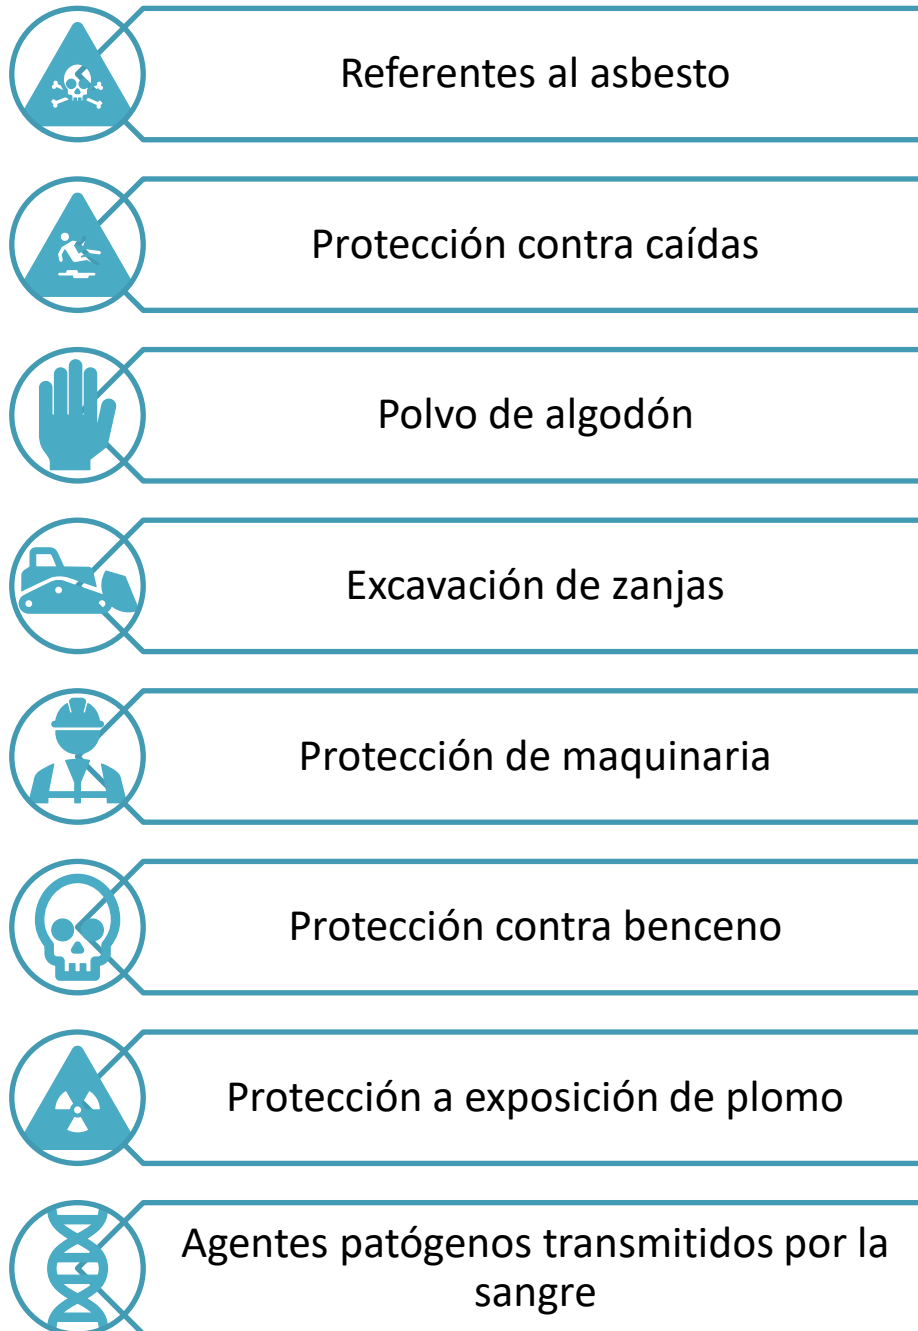 Referentes al asbesto
Protección contra caídas
Polvo de algodón
Excavación de zanjas
Protección de maquinaria
Protección contra benceno
Protección a exposición de plomo
Agentes patógenos transmitidos por la
sangre